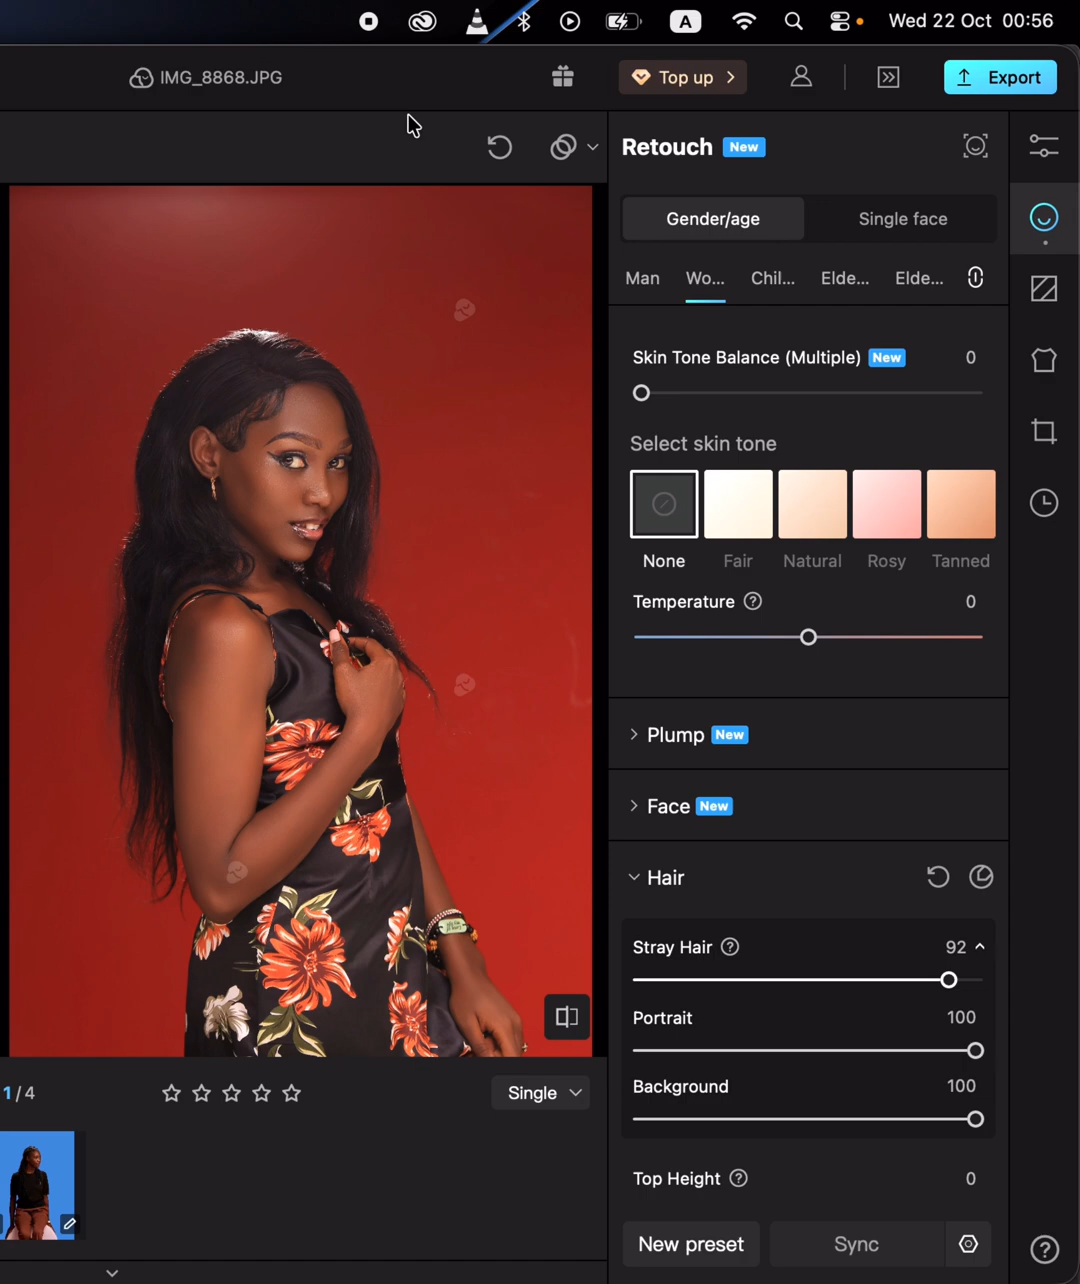 A
Wed 22 Oct 00:56
IMG_8868.JPG
Top up
Export
Retouch New
Gender/age
Single face
Man
Wo...
Chil...
Elde...
Elde...
Skin Tone Balance (Multiple) New 0
Select skin tone
None
Fair
Natural
Rosy
Tanned
Temperature ? 0
Plump New
Face New
Hair
Stray Hair ? 92
Portrait 100
Background 100
1/4
Single
Top Height ? 0
New preset
Sync
?